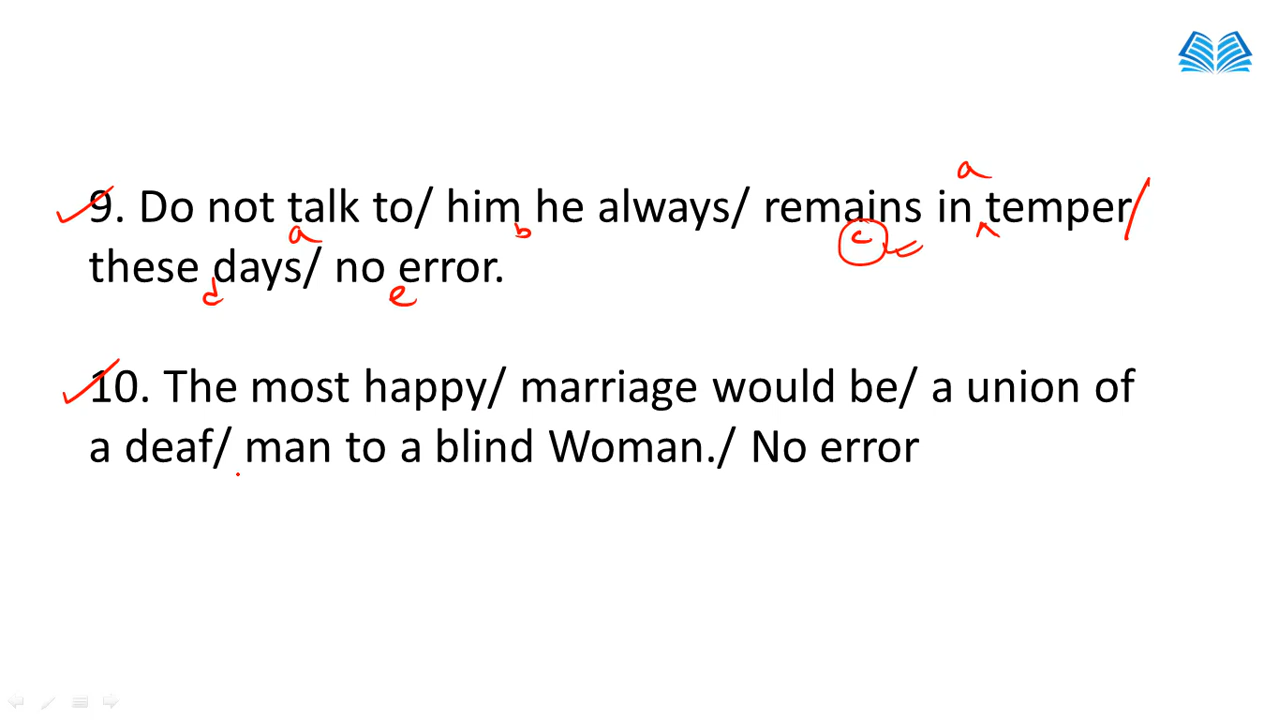 a
9. Do not talk to/ him he always/ remains in ^ temper/
a b c
these days/ no error.
d e
10. The most happy/ marriage would be/ a union of
a deaf/ man to a blind Woman./ No error